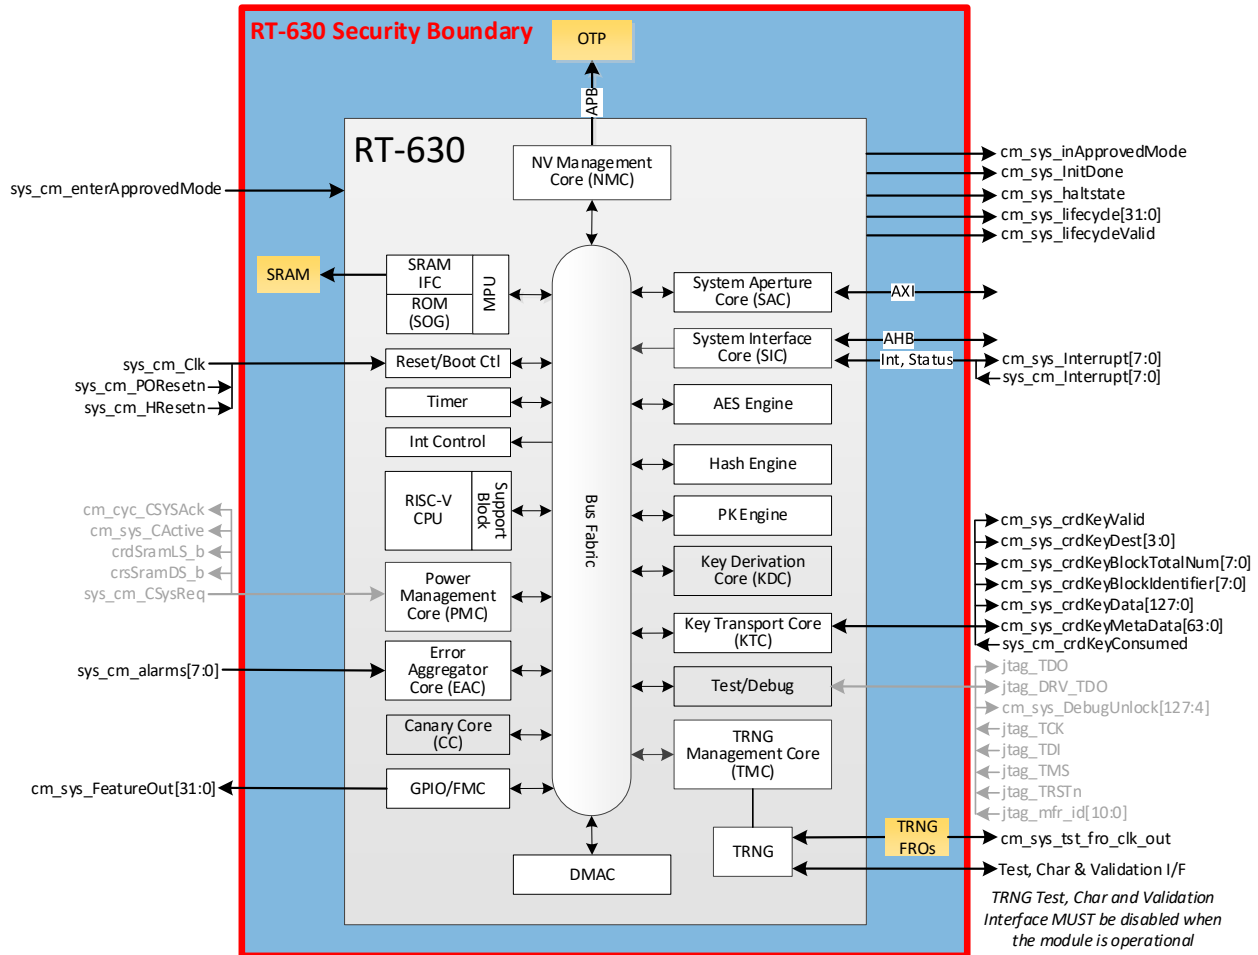 RT-630 Security Boundary
OTP
APB
RT-630
NV Management
Core (NMC)
sys_cm_enterApprovedMode
cm_sys_inApprovedMode
cm_sys_InitDone
cm_sys_haltstate
cm_sys_lifecycle[31:0]
cm_sys_lifecycleValid
SRAM
SRAM
IFC
ROM
(SOG)
MPU
System Aperture
Core (SAC)
AXI
System Interface
Core (SIC)
AHB
Int, Status
cm_sys_Interrupt[7:0]
sys_cm_Interrupt[7:0]
sys_cm_Clk
sys_cm_POResetn
sys_cm_HResetn
Reset/Boot Ctl
Timer
Int Control
RISC-V
CPU
Support
Block
Bus Fabric
AES Engine
Hash Engine
PK Engine
Key Derivation
Core (KDC)
Key Transport Core
(KTC)
Test/Debug
TRNG
Management Core
(TMC)
cm_cyc_CSYSAck
cm_sys_CActive
crdSramLS_b
crsSramDS_b
sys_cm_CSysReq
Power
Management
Core (PMC)
sys_cm_alarms[7:0]
Error
Aggregator
Core (EAC)
Canary Core
(CC)
cm_sys_FeatureOut[31:0]
GPIO/FMC
DMAC
TRNG
TRNG
FROs
cm_sys_crdKeyValid
cm_sys_crdKeyDest[3:0]
cm_sys_crdKeyBlockTotalNum[7:0]
cm_sys_crdKeyBlockIdentifier[7:0]
cm_sys_crdKeyData[127:0]
cm_sys_crdKeyMetaData[63:0]
sys_cm_crdKeyConsumed
jtag_TDO
jtag_DRV_TDO
cm_sys_DebugUnlock[127:4]
jtag_TCK
jtag_TDI
jtag_TMS
jtag_TRSTn
jtag_mfr_id[10:0]
cm_sys_tst_fro_clk_out
Test, Char & Validation I/F
TRNG Test, Char and Validation
Interface MUST be disabled when
the module is operational